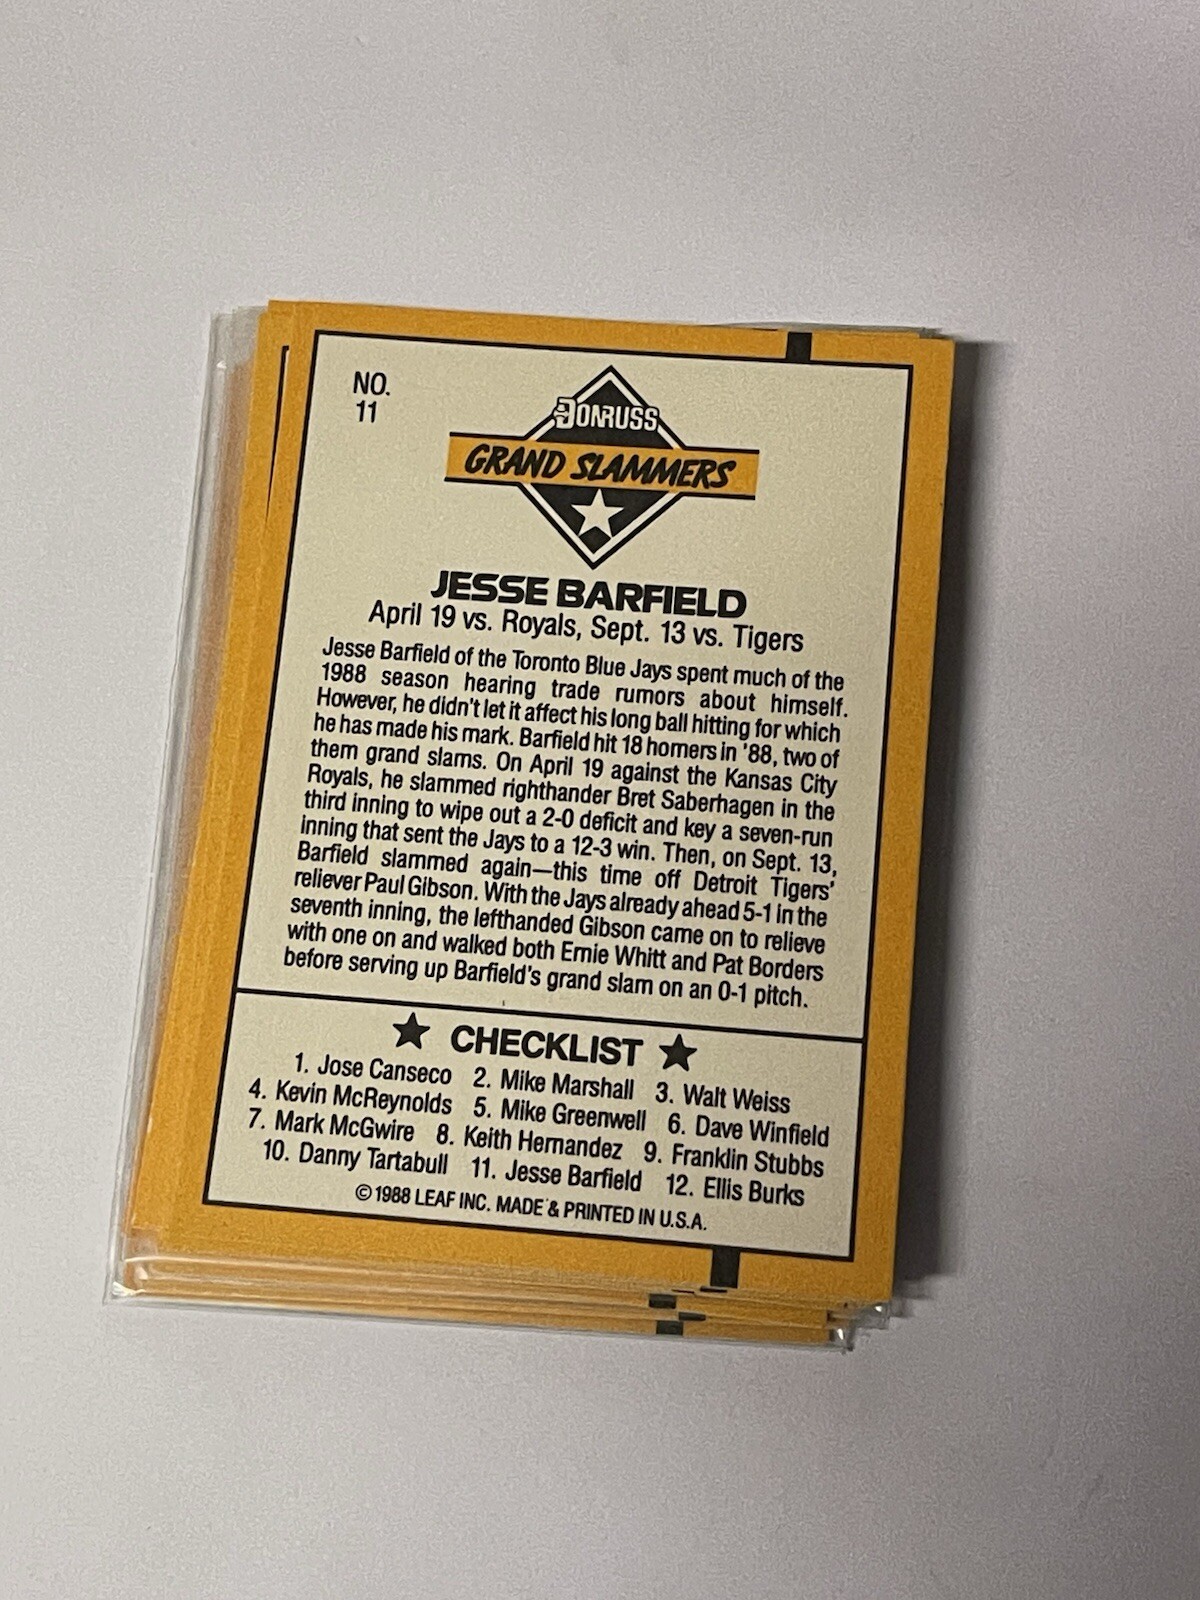 NO.
11
DONRUSS
GRAND SLAMMERS
JESSE BARFIELD
April 19 vs. Royals, Sept. 13 vs. Tigers
Jesse Barfield of the Toronto Blue Jays spent much of the
1988 season hearing trade rumors about himself.
However, he didn't let it affect his long ball hitting for which
he has made his mark. Barfield hit 18 homers in '88, two of
them grand slams. On April 19 against the Kansas City
Royals, he slammed righthander Bret Saberhagen in the
third inning to wipe out a 2-0 deficit and key a seven-run
inning that sent the Jays to a 12-3 win. Then, on Sept. 13,
Barfield slammed again—this time off Detroit Tigers'
reliever Paul Gibson. With the Jays already ahead 5-1 in the
seventh inning, the lefthanded Gibson came on to relieve
with one on and walked both Ernie Whitt and Pat Borders
before serving up Barfield's grand slam on an 0-1 pitch.
★ CHECKLIST ★
1. Jose Canseco 2. Mike Marshall 3. Walt Weiss
4. Kevin McReynolds 5. Mike Greenwell 6. Dave Winfield
7. Mark McGwire 8. Keith Hernandez 9. Franklin Stubbs
10. Danny Tartabull 11. Jesse Barfield 12. Ellis Burks
© 1988 LEAF INC. MADE & PRINTED IN U.S.A.